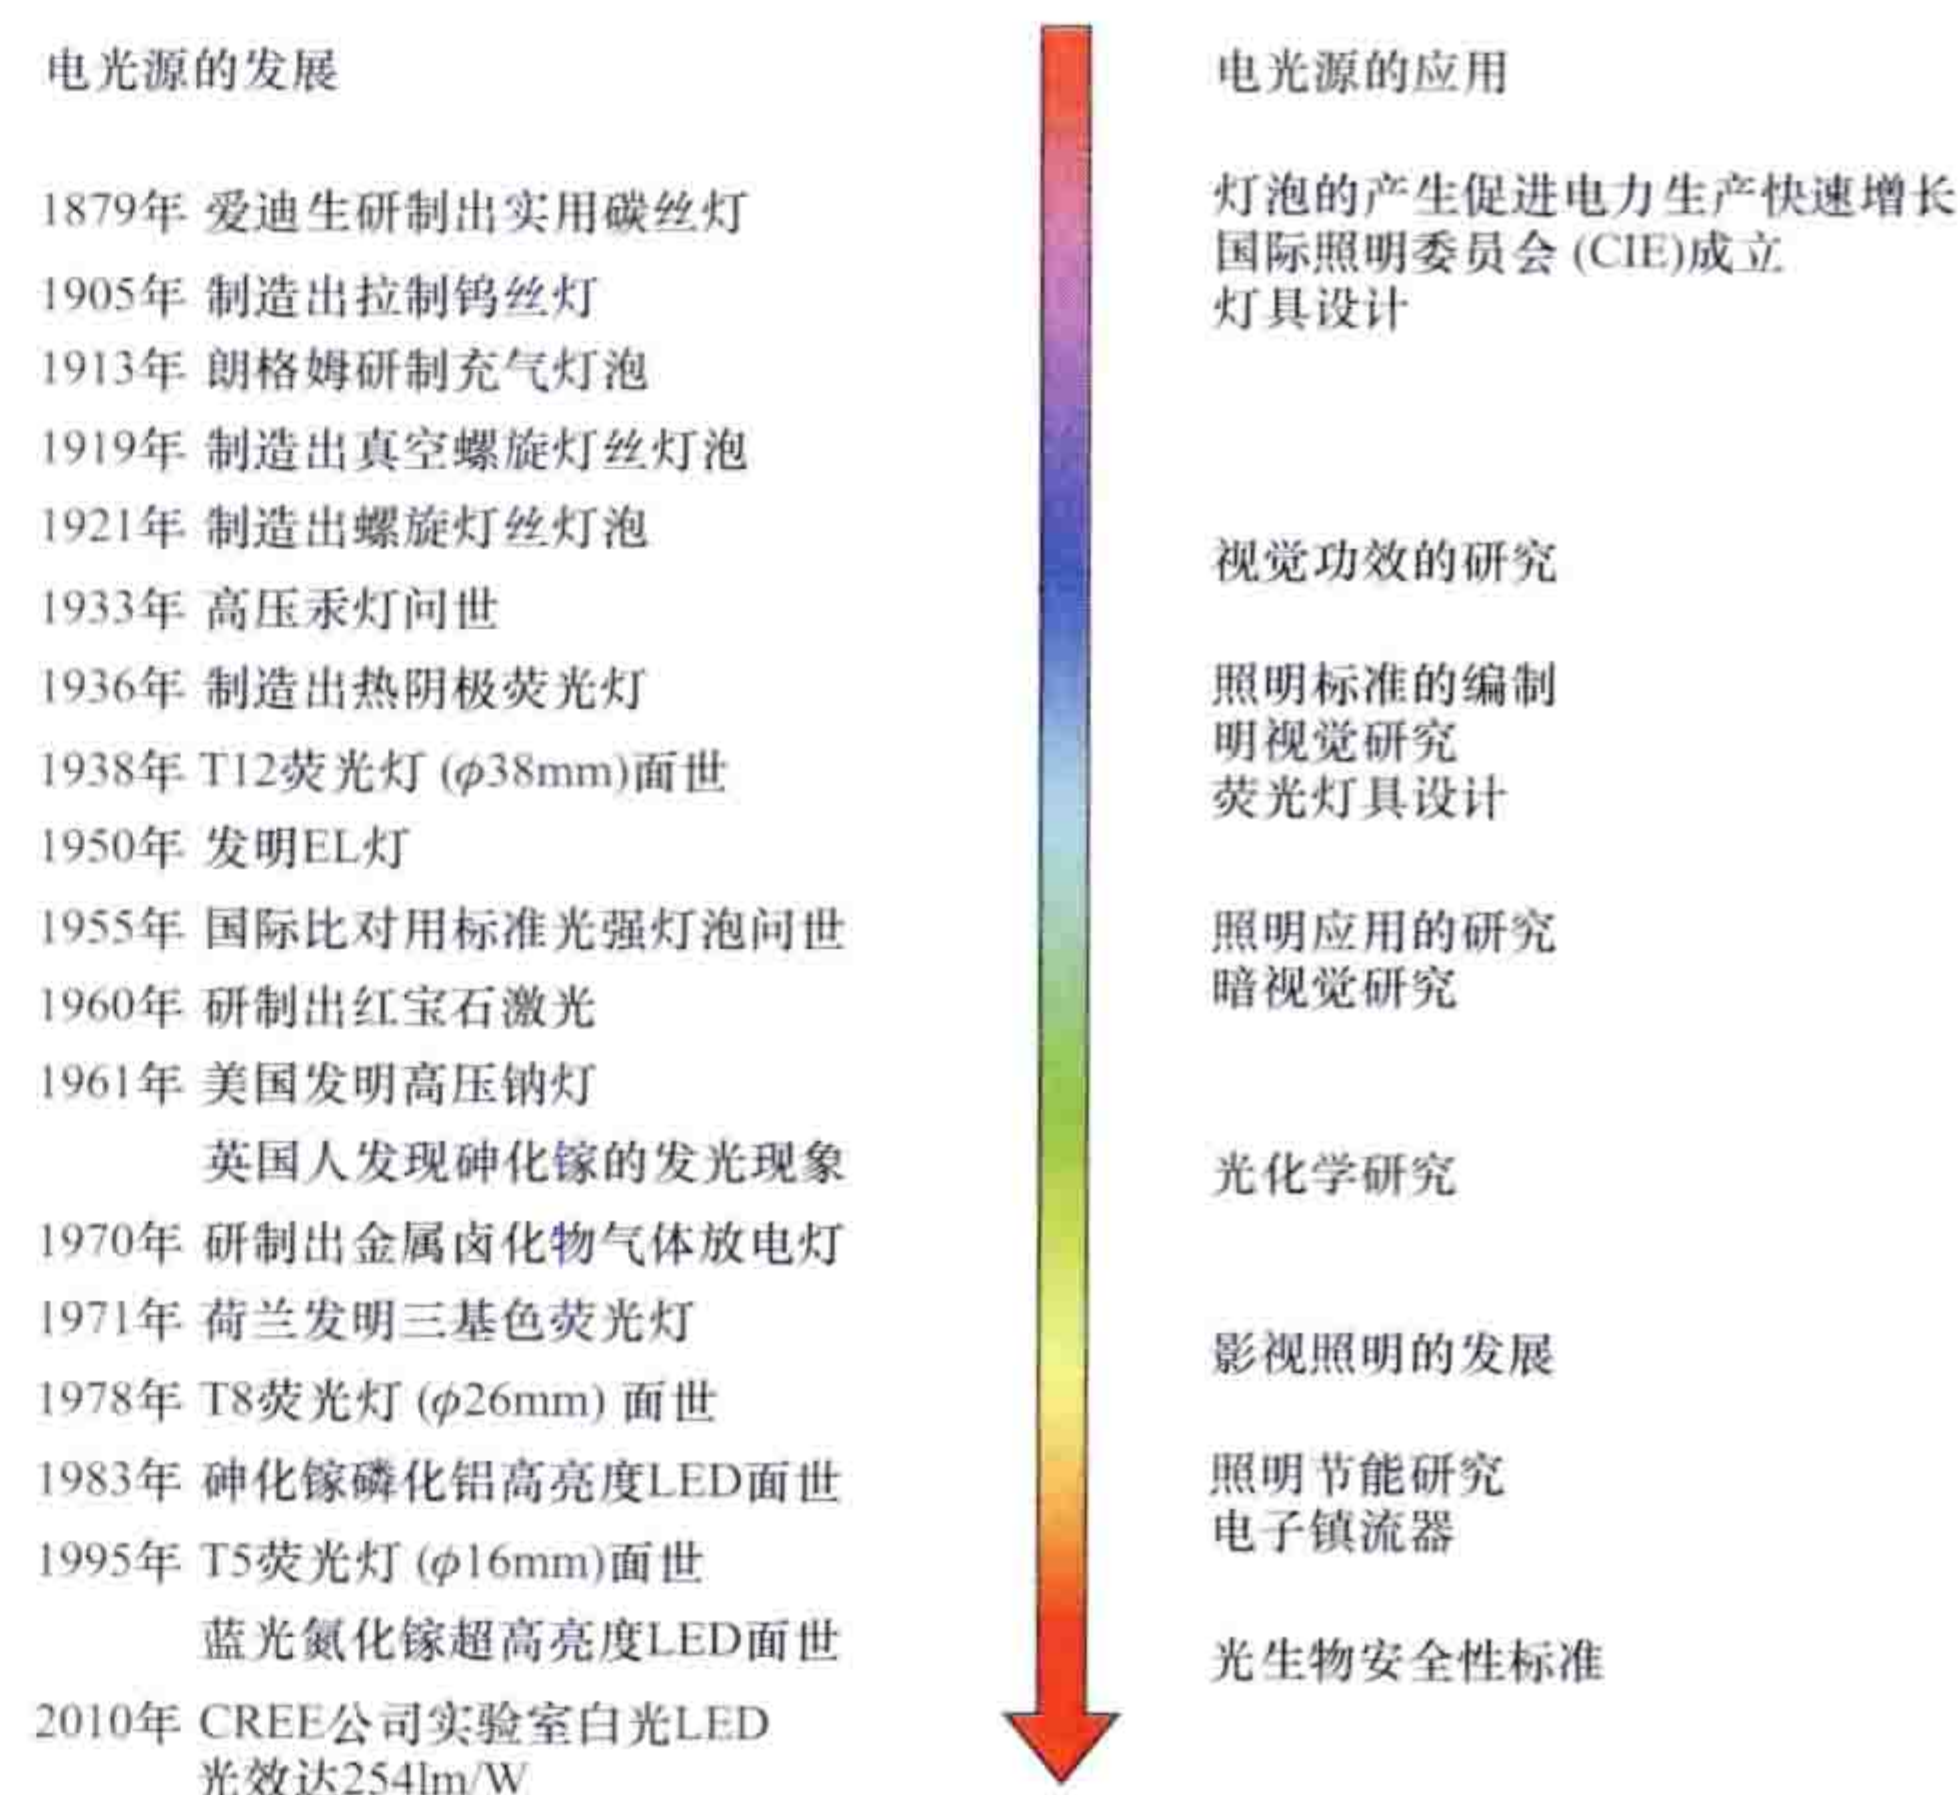 电光源的发展
1879年 爱迪生研制出实用碳丝灯
1905年 制造出拉制钨丝灯
1913年 朗格姆研制充气灯泡
1919年 制造出真空螺旋灯丝灯泡
1921年 制造出螺旋灯丝灯泡
1933年 高压汞灯问世
1936年 制造出热阴极荧光灯
1938年 T12荧光灯 (ϕ38mm)面世
1950年 发明EL灯
1955年 国际比对用标准光强灯泡问世
1960年 研制出红宝石激光
1961年 美国发明高压钠灯
英国人发现砷化镓的发光现象
1970年 研制出金属卤化物气体放电灯
1971年 荷兰发明三基色荧光灯
1978年 T8荧光灯 (ϕ26mm) 面世
1983年 砷化镓磷化铝高亮度LED面世
1995年 T5荧光灯 (ϕ16mm)面世
蓝光氮化镓超高亮度LED面世
2010年 CREE公司实验室白光LED
光效达254lm/W
电光源的应用
灯泡的产生促进电力生产快速增长
国际照明委员会 (CIE)成立
灯具设计
视觉功效的研究
照明标准的编制
明视觉研究
荧光灯具设计
照明应用的研究
暗视觉研究
光化学研究
影视照明的发展
照明节能研究
电子镇流器
光生物安全性标准